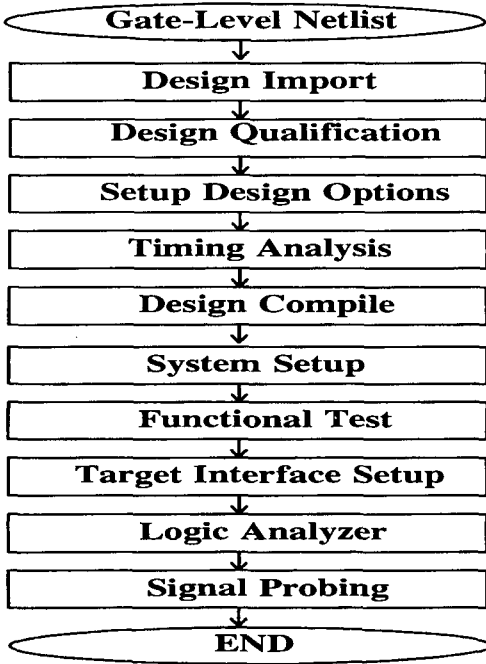 Gate-Level Netlist
Design Import
Design Qualification
Setup Design Options
Timing Analysis
Design Compile
System Setup
Functional Test
Target Interface Setup
Logic Analyzer
Signal Probing
END